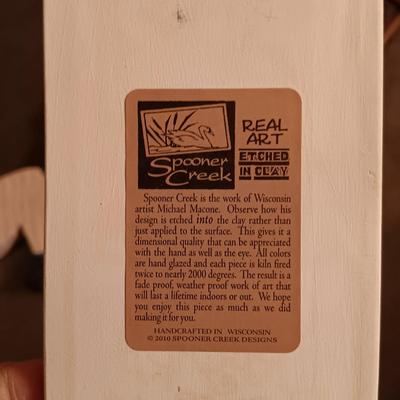 REAL
ART
ETCHED
IN CLAY
Spooner
Creek
Spooner Creek is the work of Wisconsin
artist Michael Macone. Observe how his
design is etched into the clay rather than
just applied to the surface. This gives it a
dimensional quality that can be appreciated
with the hand as well as the eye. All colors
are hand glazed and each piece is kiln fired
twice to nearly 2000 degrees. The result is a
fade proof, weather proof work of art that
will last a lifetime indoors or out. We hope
you enjoy this piece as much as we did
making it for you.
HANDCRAFTED IN WISCONSIN
© 2010 SPOONER CREEK DESIGNS